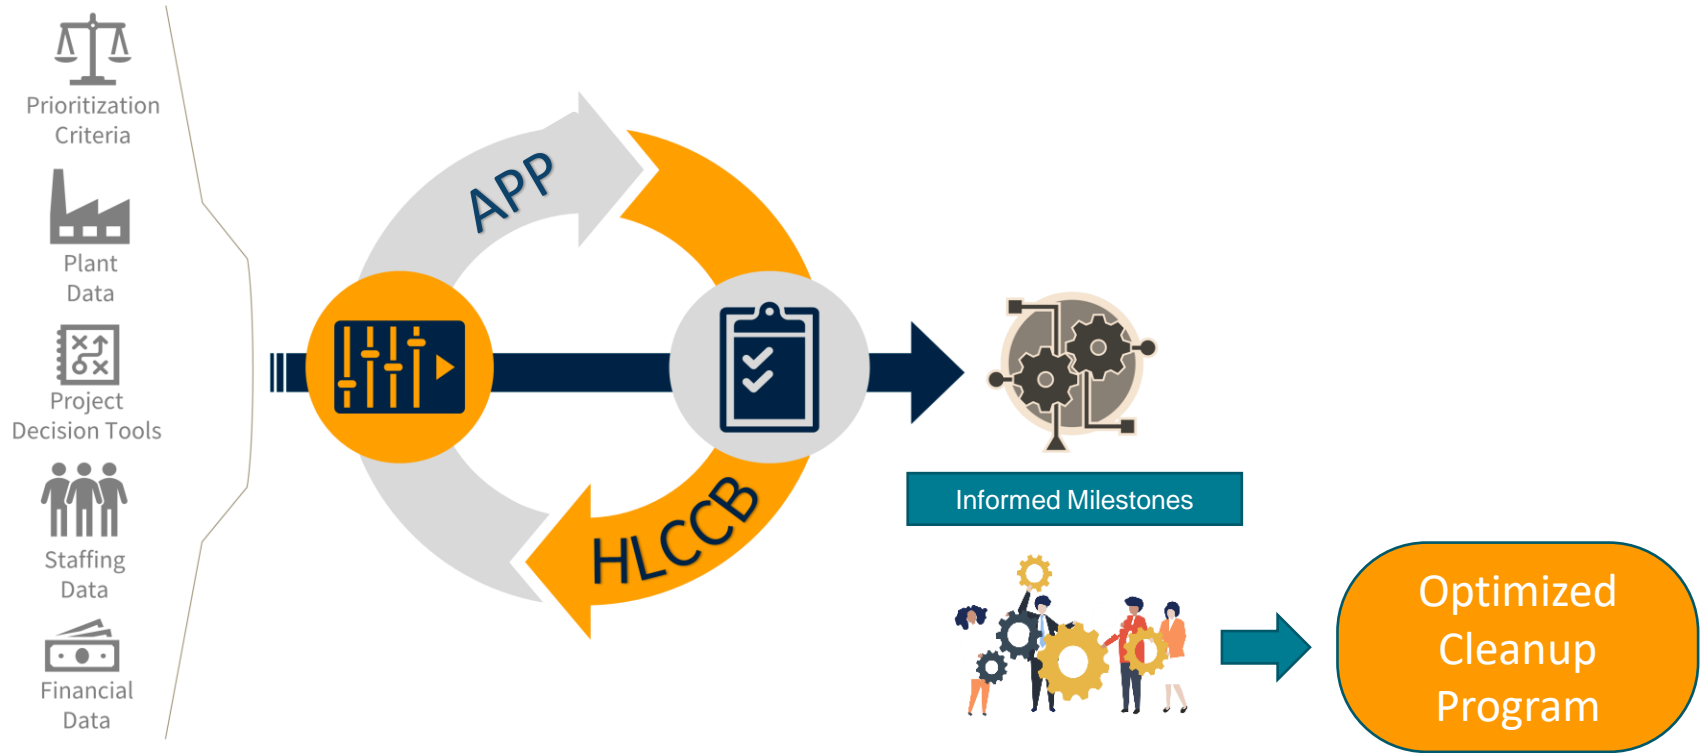 Prioritization
Criteria
Plant
Data
Project
Decision Tools
Staffing
Data
Financial
Data
APP
HLCCB
Informed Milestones
Optimized
Cleanup
Program